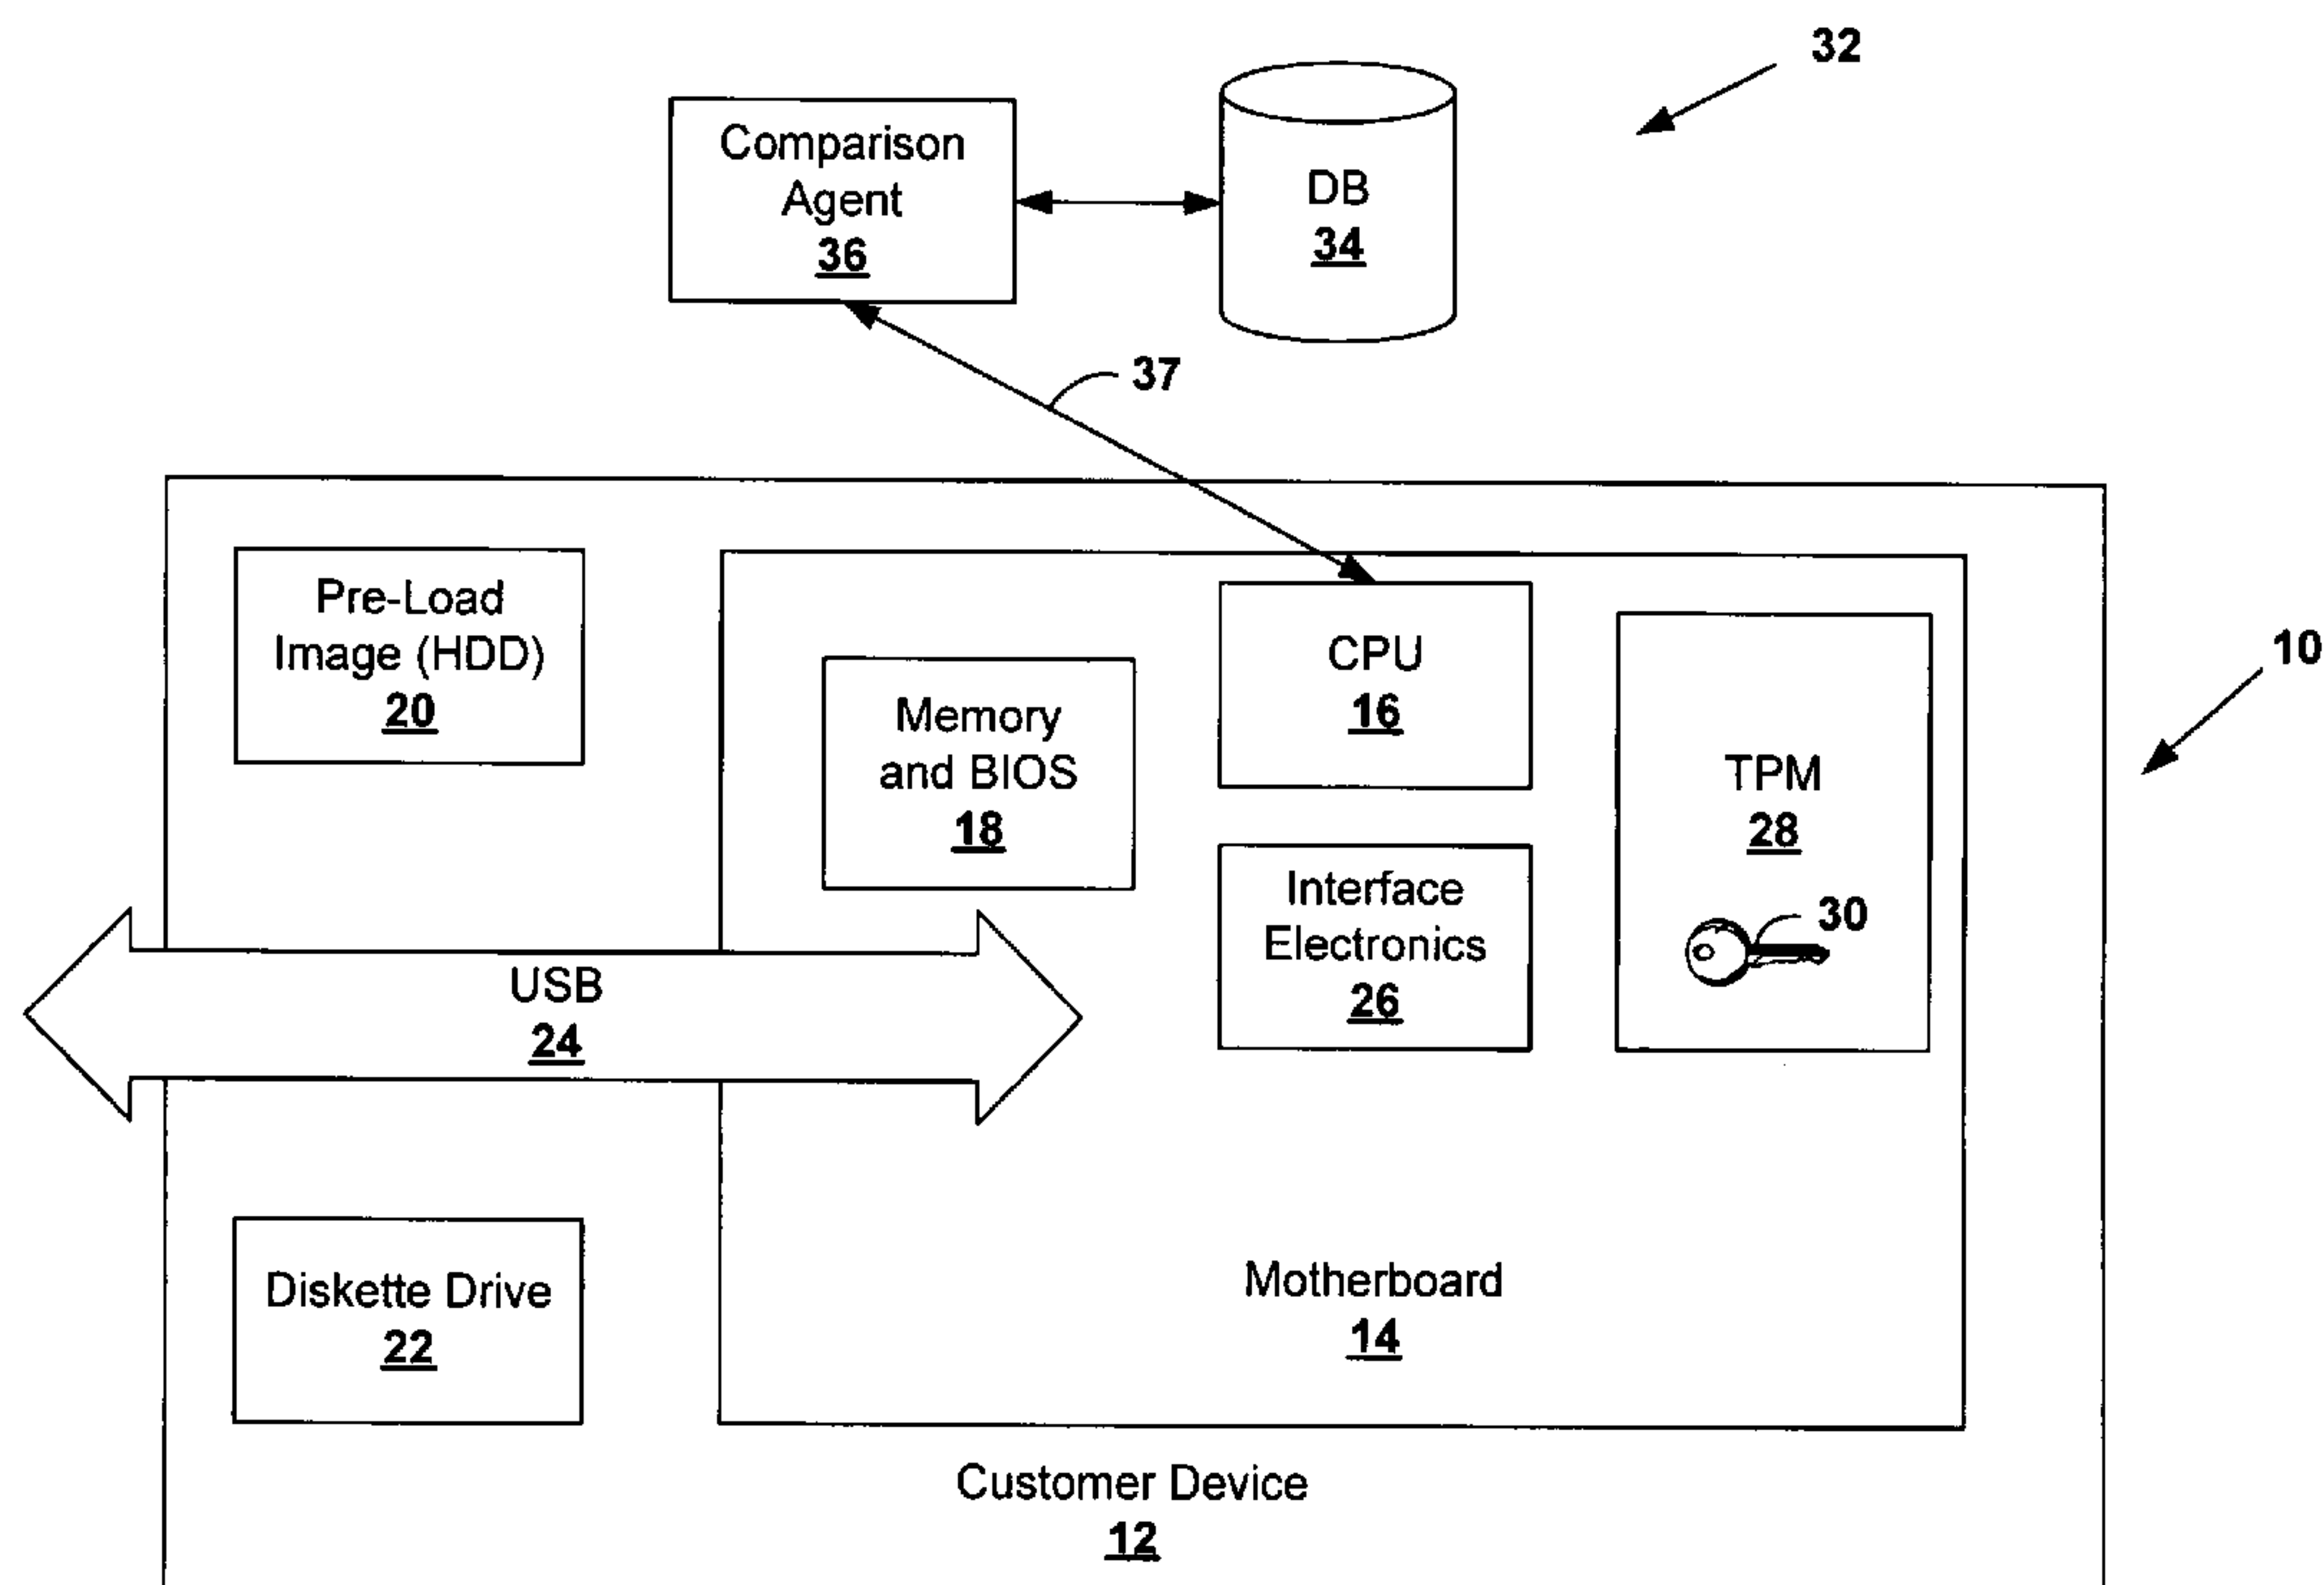 32
Comparison
Agent
36
DB
34
37
Pre-Load
Image (HDD)
20
Memory
and BIOS
18
CPU
16
TPM
28
30
10
Interface
Electronics
26
USB
24
Diskette Drive
22
Motherboard
14
Customer Device
12